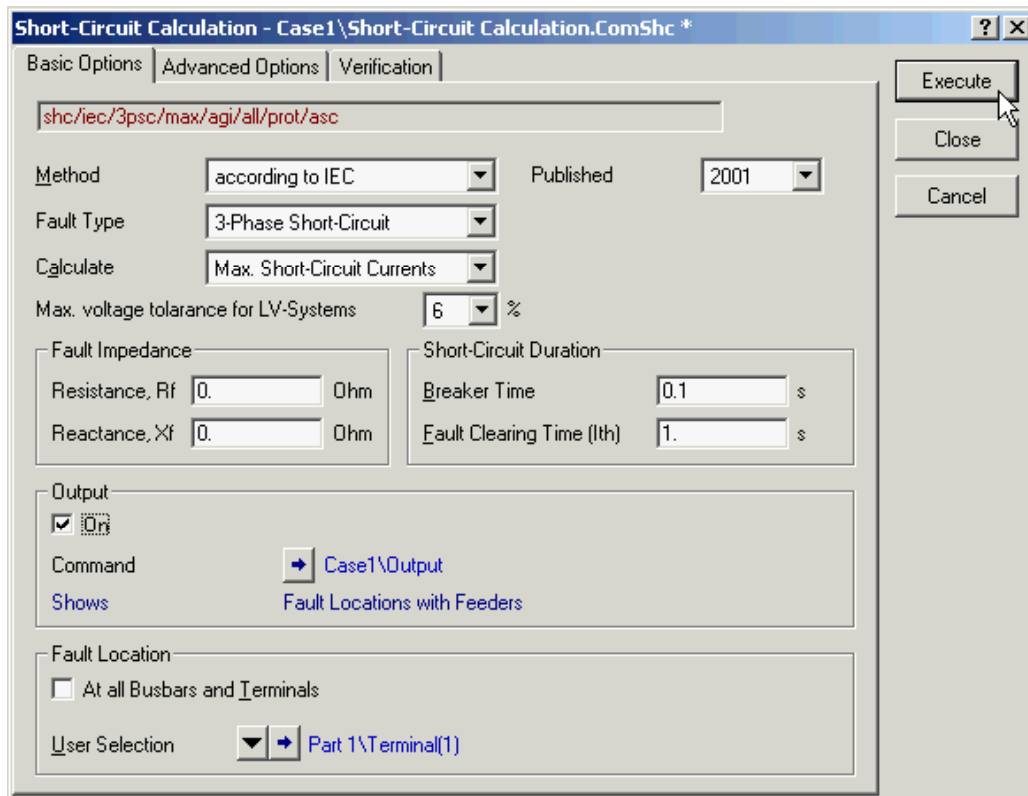 Short-Circuit Calculation - Case1\Short-Circuit Calculation.ComShc *
Basic Options Advanced Options Verification
Execute
Close
Cancel
shc/iec/3psc/max/agi/all/prot/asc
Method according to IEC Published 2001
Fault Type 3-Phase Short-Circuit
Calculate Max. Short-Circuit Currents
Max. voltage tolarance for LV-Systems 6 %
Fault Impedance
Resistance, Rf 0. Ohm
Reactance, Xf 0. Ohm
Short-Circuit Duration
Breaker Time 0.1 s
Fault Clearing Time (Ith) 1. s
Output
On
Command Case1\Output
Shows Fault Locations with Feeders
Fault Location
At all Busbars and Terminals
User Selection Part 1\Terminal(1)